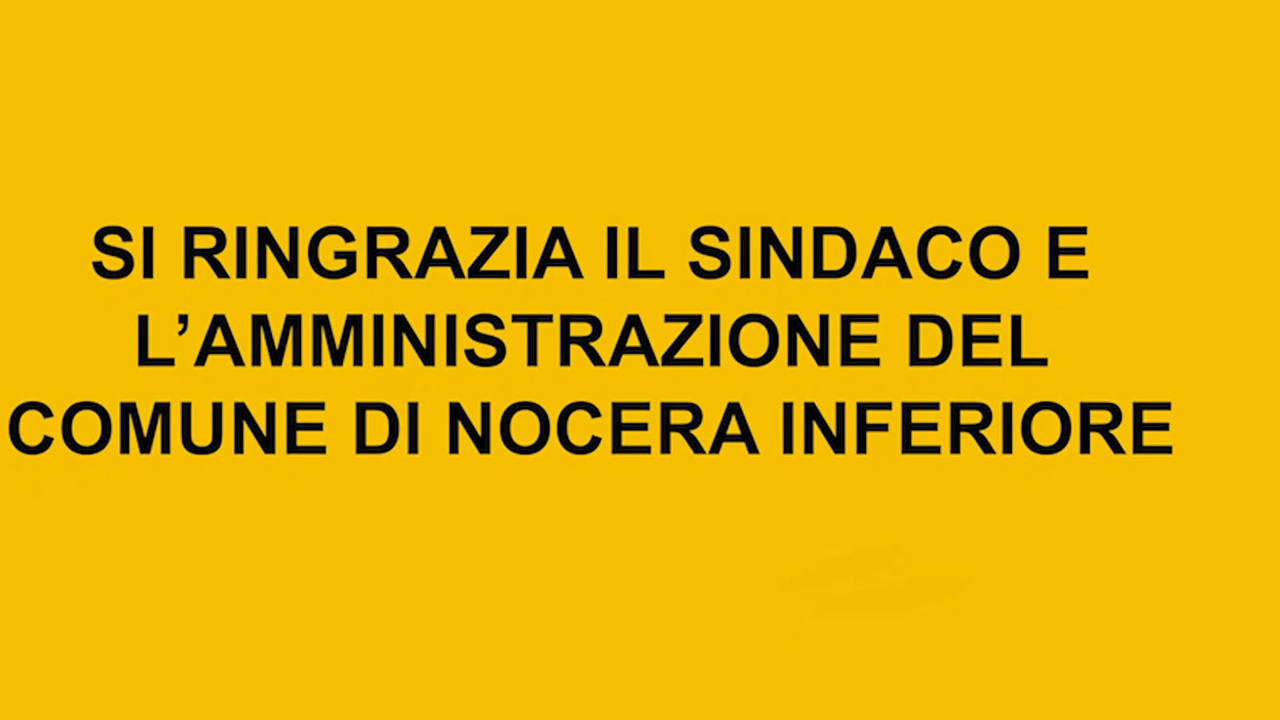 SI RINGRAZIA IL SINDACO E
L’AMMINISTRAZIONE DEL
COMUNE DI NOCERA INFERIORE